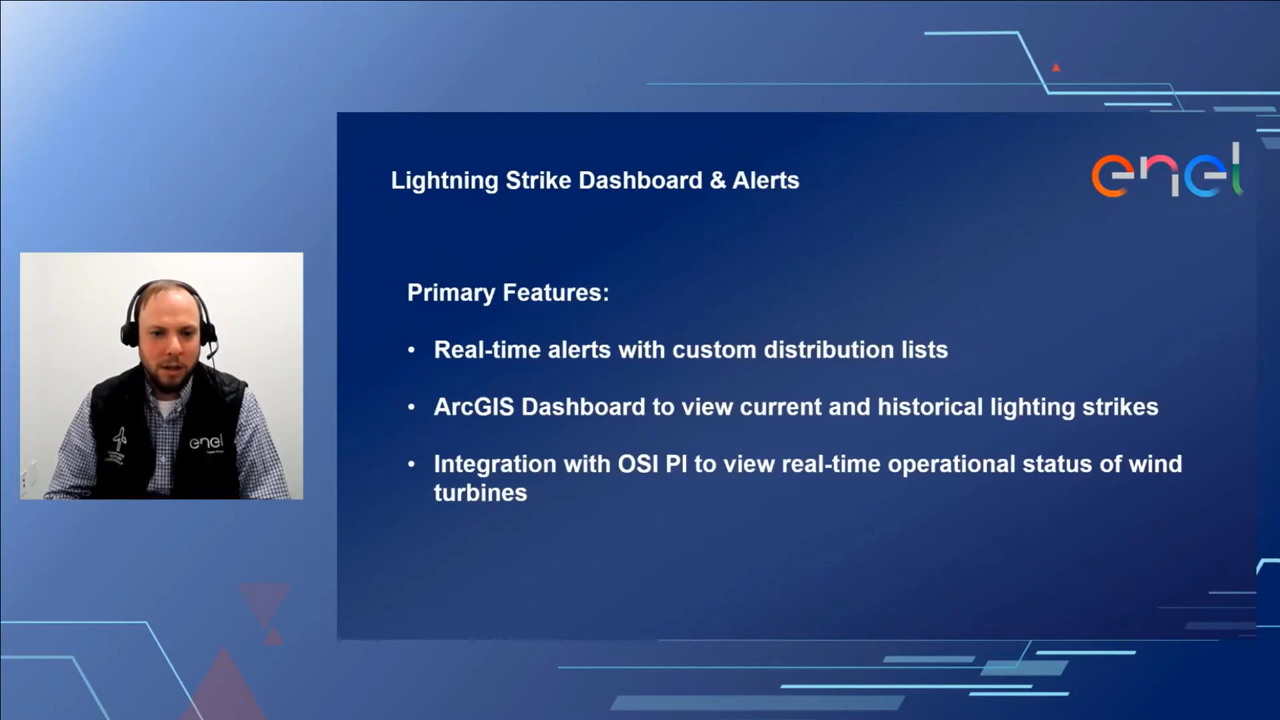 Lightning Strike Dashboard & Alerts
enel
Primary Features:
• Real-time alerts with custom distribution lists
• ArcGIS Dashboard to view current and historical lighting strikes
• Integration with OSI PI to view real-time operational status of wind
turbines
enel